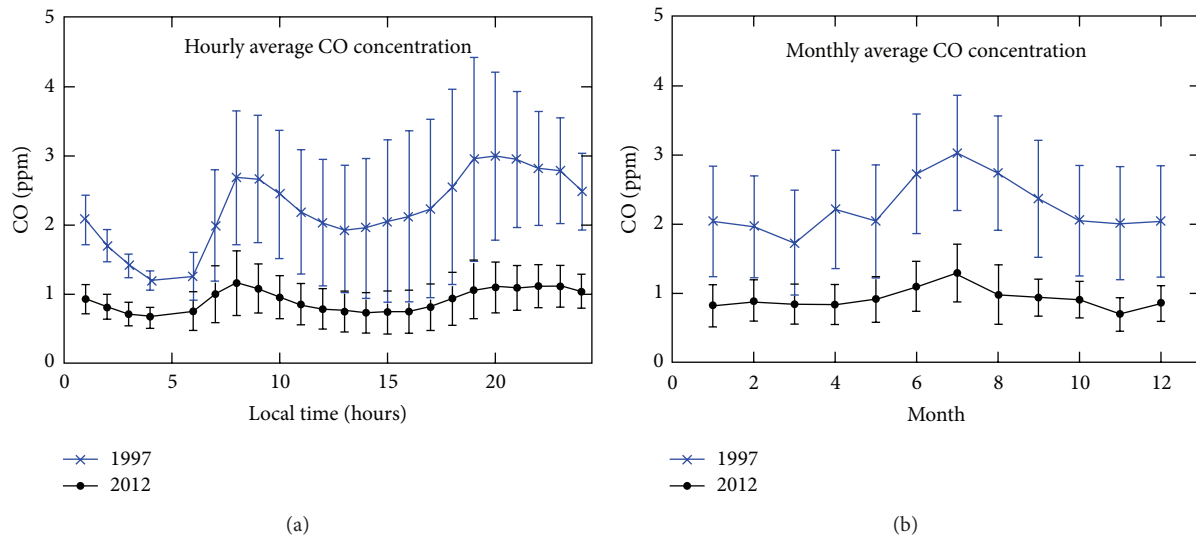 Hourly average CO concentration
5
4
3
2
1
0
CO (ppm)
0 5 10 15 20
Local time (hours)
1997
2012
(a)
Monthly average CO concentration
5
4
3
2
1
0
CO (ppm)
0 2 4 6 8 10 12
Month
1997
2012
(b)